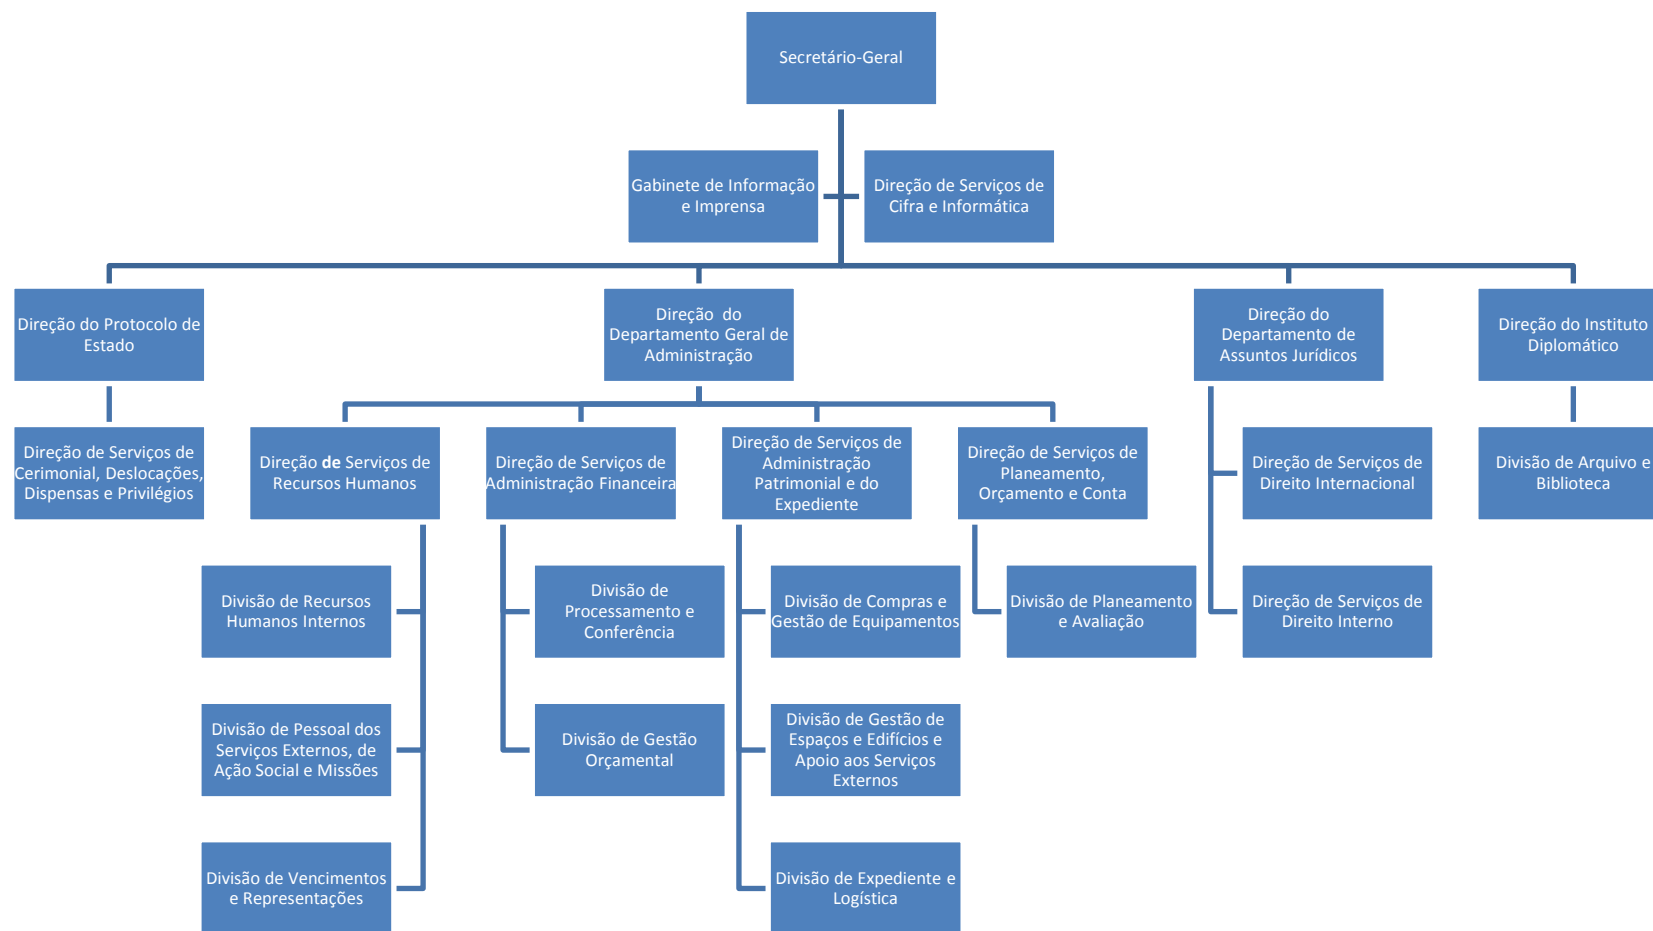 Secretário-Geral
Gabinete de Informação
e Imprensa
Direção de Serviços de
Cifra e Informática
Direção do Protocolo de
Estado
Direção do
Departamento Geral de
Administração
Direção do
Departamento de
Assuntos Jurídicos
Direção do Instituto
Diplomático
Direção de Serviços de
Cerimonial, Deslocações,
Dispensas e Privilégios
Direção de Serviços de
Recursos Humanos
Direção de Serviços de
Administração Financeira
Direção de Serviços de
Administração
Patrimonial e do
Expediente
Direção de Serviços de
Planeamento,
Orçamento e Conta
Direção de Serviços de
Direito Internacional
Divisão de Arquivo e
Biblioteca
Divisão de Recursos
Humanos Internos
Divisão de
Processamento e
Conferência
Divisão de Compras e
Gestão de Equipamentos
Divisão de Planeamento
e Avaliação
Direção de Serviços de
Direito Interno
Divisão de Pessoal dos
Serviços Externos, de
Ação Social e Missões
Divisão de Gestão
Orçamental
Divisão de Gestão de
Espaços e Edifícios e
Apoio aos Serviços
Externos
Divisão de Vencimentos
e Representações
Divisão de Expediente e
Logística